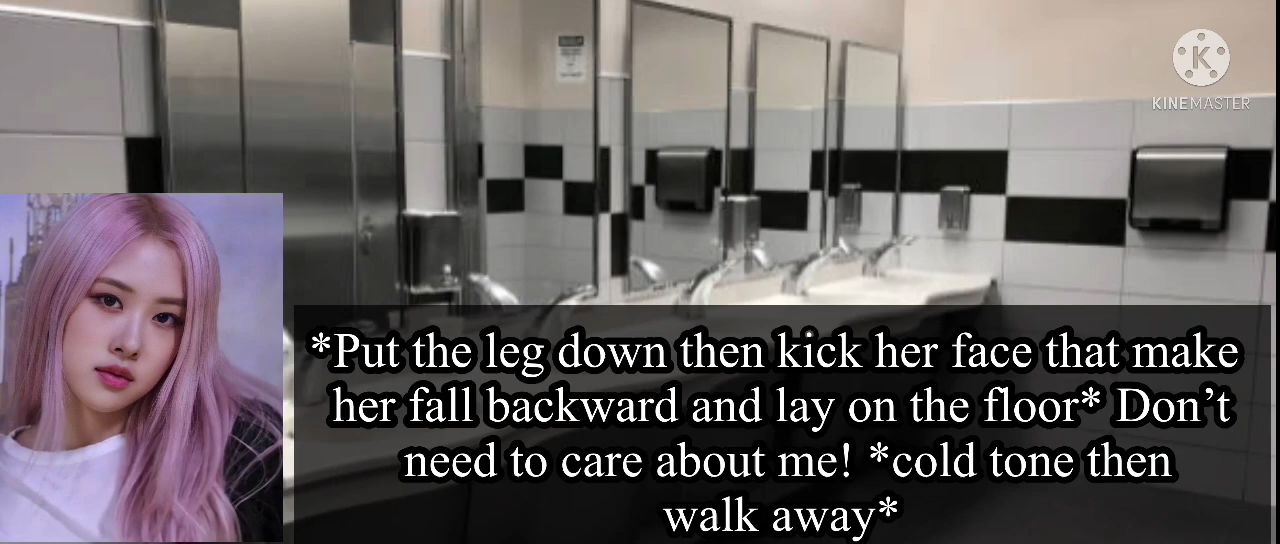 KINEMASTER
*Put the leg down then kick her face that make
her fall backward and lay on the floor* Don’t
need to care about me! *cold tone then
walk away*